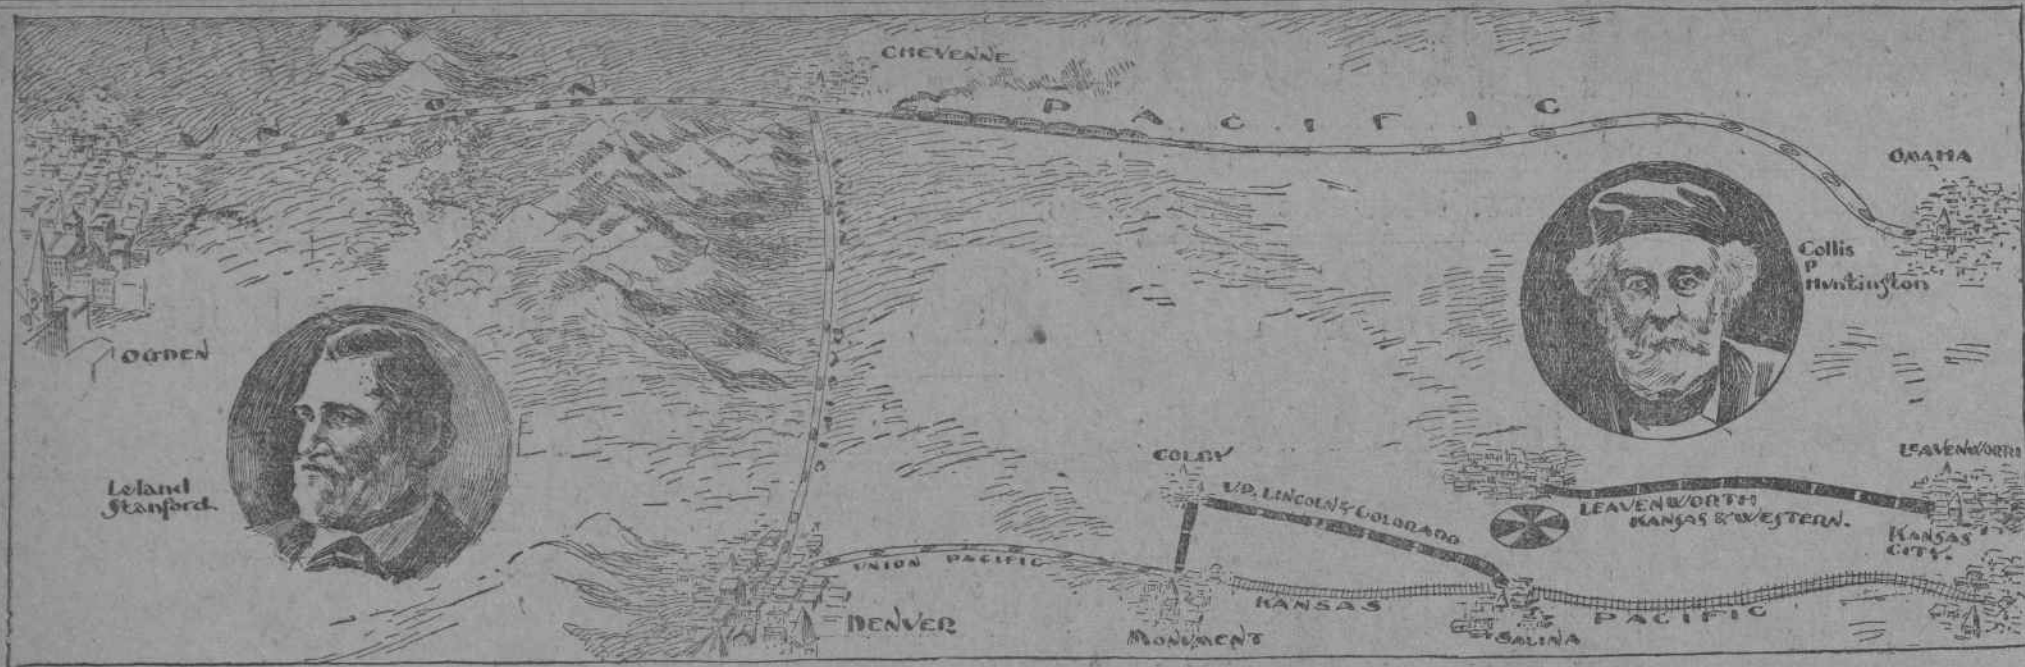 CHEYENNE
UNION PACIFIC
OMAHA
Collis
P
Huntington
OGDEN
Leland
Stanford
COLBY
U.P. LINCOLN & COLORADO
LEAVENWORTH
LEAVENWORTH
KANSAS & WESTERN.
KANSAS
CITY.
UNION PACIFIC
DENVER
MONUMENT
KANSAS PACIFIC
SALINA